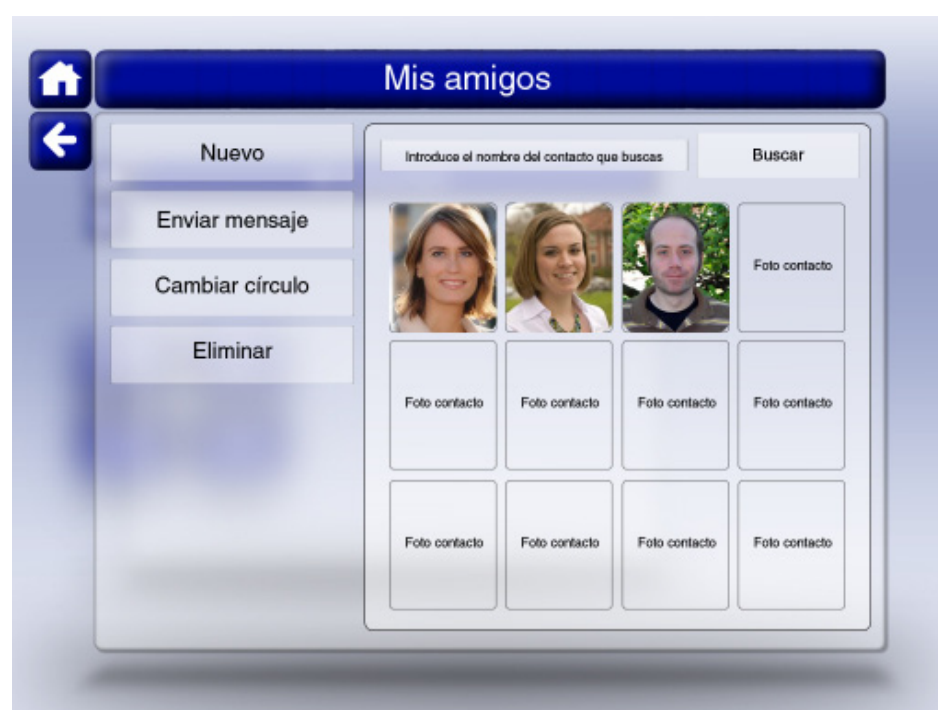 Mis amigos
Nuevo
Introduce el nombre del contacto que buscas
Buscar
Enviar mensaje
Cambiar círculo
Eliminar
Foto contacto
Foto contacto
Foto contacto
Foto contacto
Foto contacto
Foto contacto
Foto contacto
Foto contacto
Foto contacto